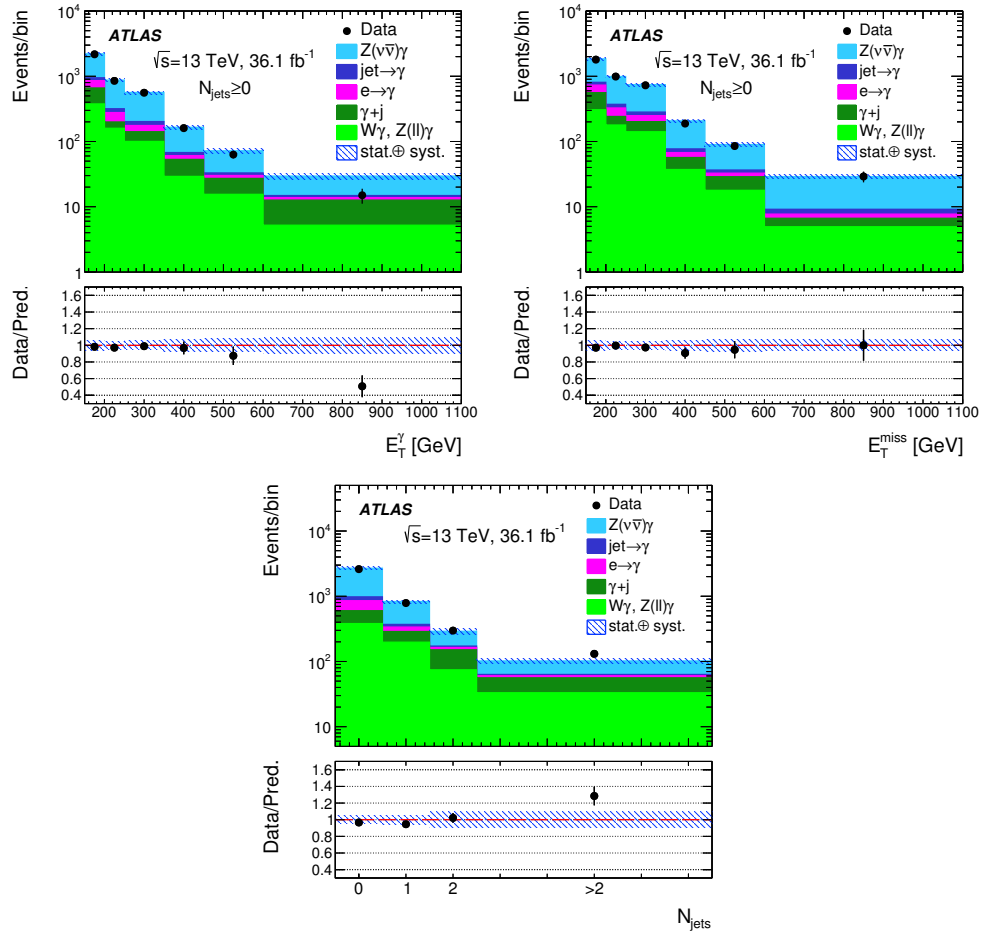 Events/bin
10⁴
10³
10²
10
1
ATLAS
√s=13 TeV, 36.1 fb⁻¹
N_jets≥0
Data
Z(νν̅)γ
jet→γ
e→γ
γ+j
Wγ, Z(ll)γ
stat.⊕ syst.
Data/Pred.
1.6
1.4
1.2
1
0.8
0.6
0.4
200 300 400 500 600 700 800 900 1000 1100
E_T^γ [GeV]
Events/bin
10⁴
10³
10²
10
1
ATLAS
√s=13 TeV, 36.1 fb⁻¹
N_jets≥0
Data
Z(νν̅)γ
jet→γ
e→γ
γ+j
Wγ, Z(ll)γ
stat.⊕ syst.
Data/Pred.
1.6
1.4
1.2
1
0.8
0.6
0.4
200 300 400 500 600 700 800 900 1000 1100
E_T^miss [GeV]
Events/bin
10⁴
10³
10²
10
ATLAS
√s=13 TeV, 36.1 fb⁻¹
Data
Z(νν̅)γ
jet→γ
e→γ
γ+j
Wγ, Z(ll)γ
stat.⊕ syst.
Data/Pred.
1.6
1.4
1.2
1
0.8
0.6
0.4
0 1 2 >2
N_jets